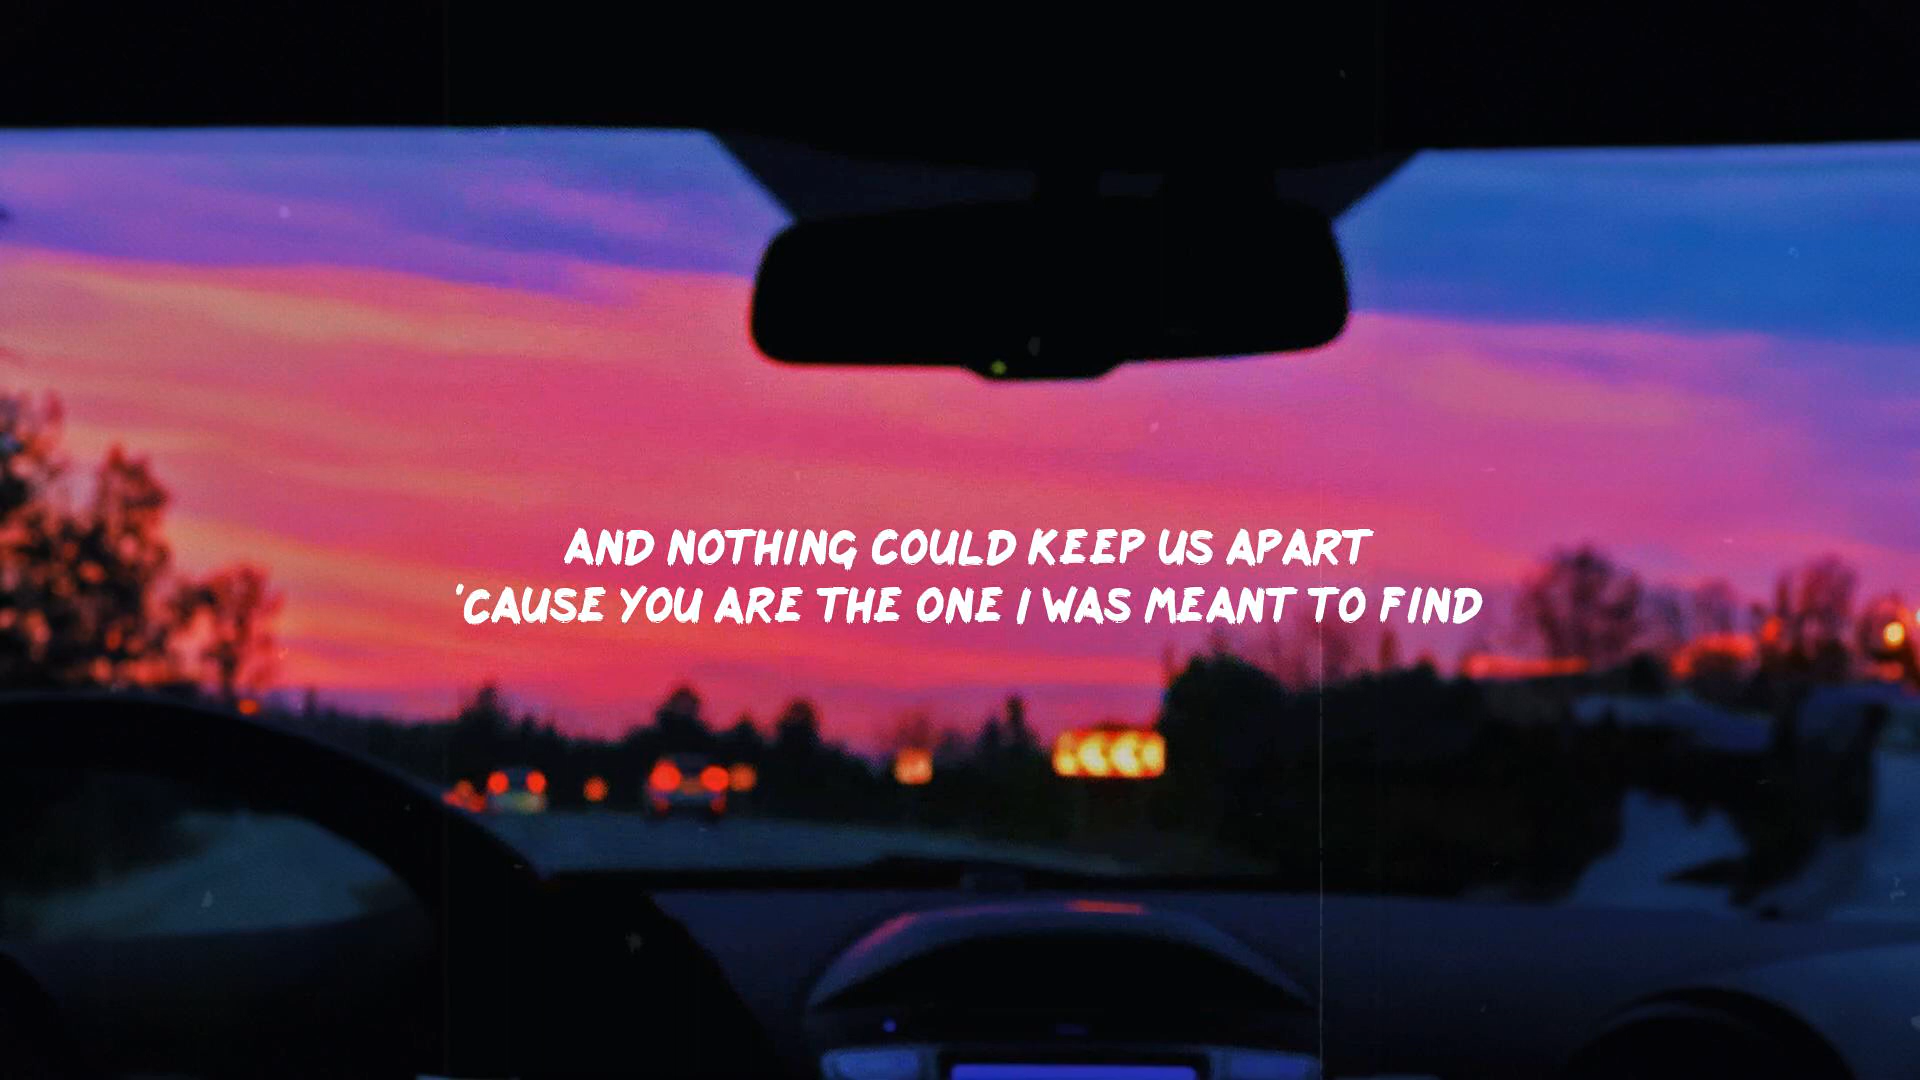 AND NOTHING COULD KEEP US APART
'CAUSE YOU ARE THE ONE I WAS MEANT TO FIND